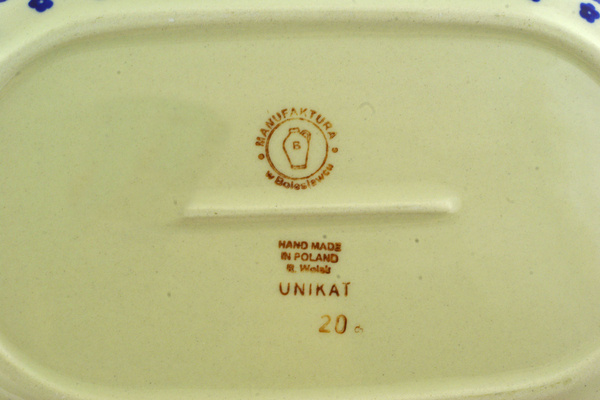 MANUFAKTURA
B
w Bolesławcu
HAND MADE
IN POLAND
UNIKAT
20